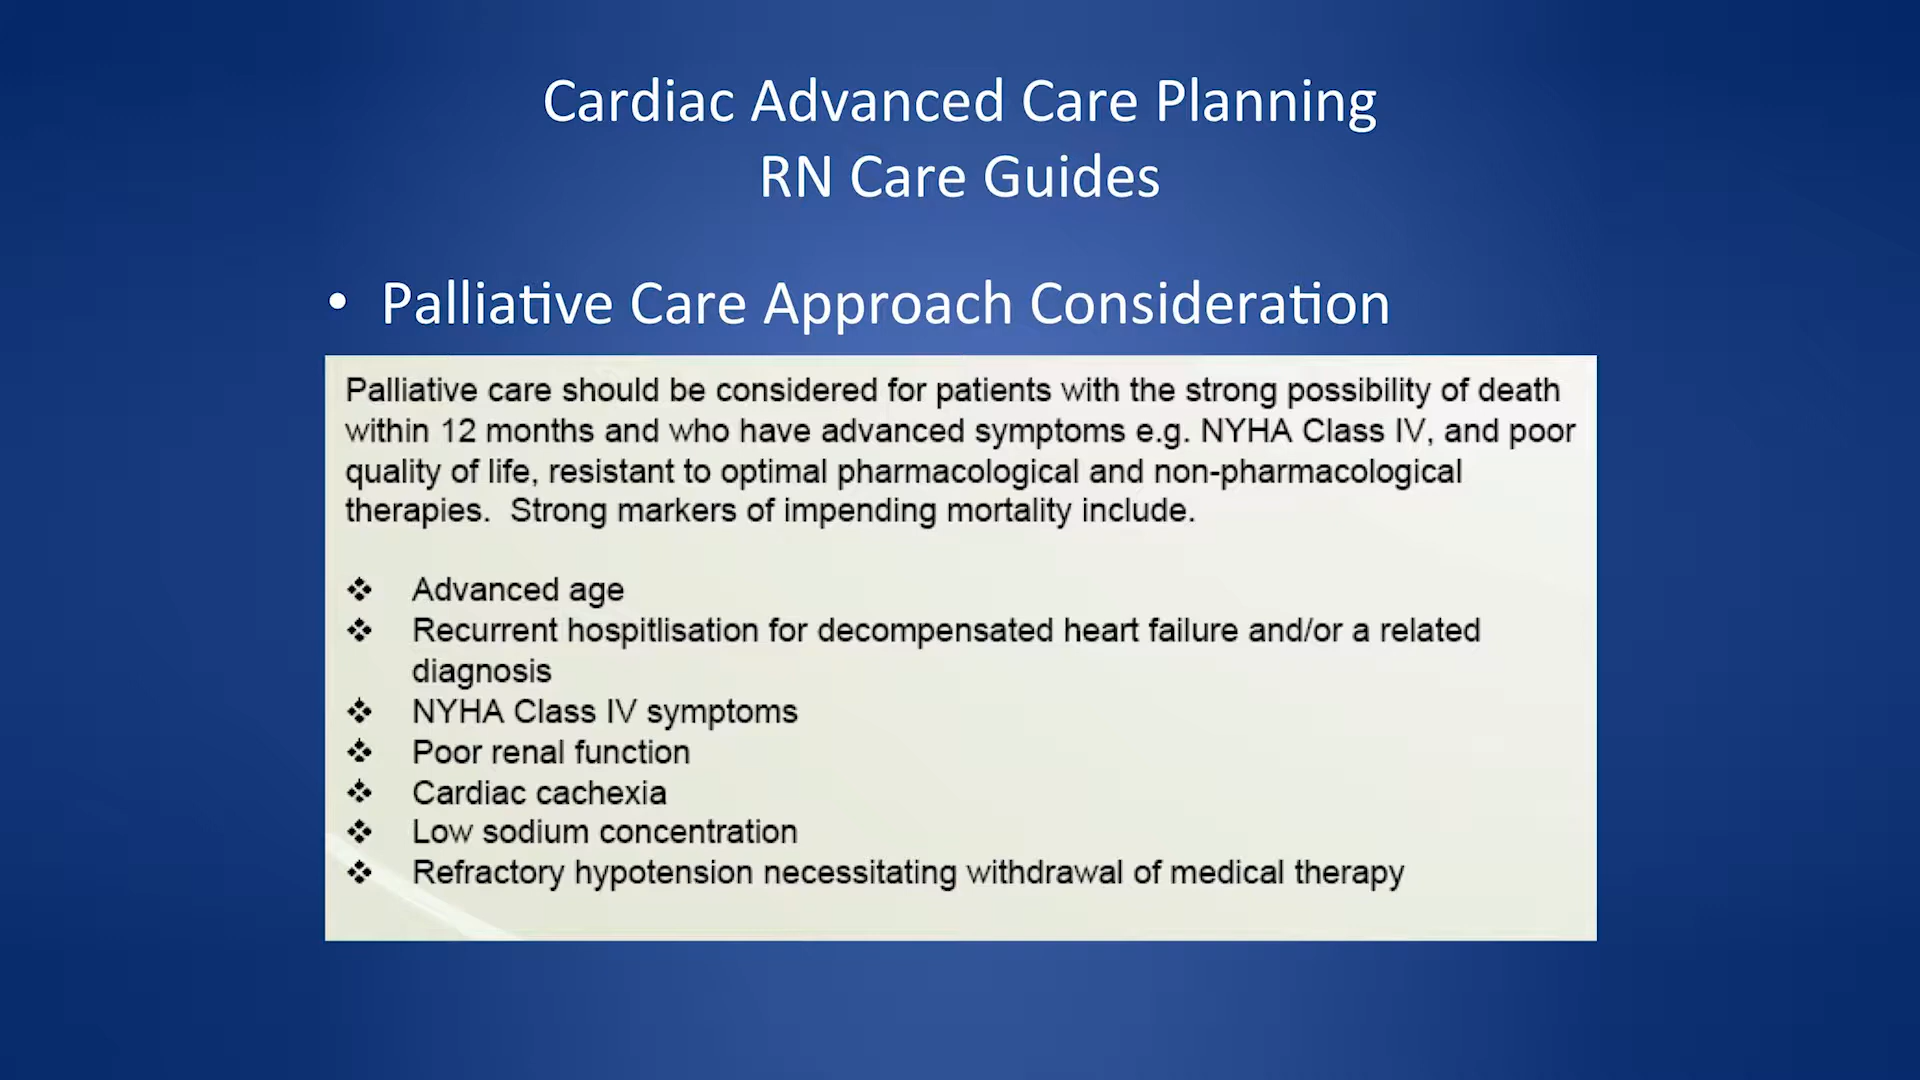 Cardiac Advanced Care Planning
RN Care Guides
• Palliative Care Approach Consideration
Palliative care should be considered for patients with the strong possibility of death
within 12 months and who have advanced symptoms e.g. NYHA Class IV, and poor
quality of life, resistant to optimal pharmacological and non-pharmacological
therapies.  Strong markers of impending mortality include.
❖ Advanced age
❖ Recurrent hospitlisation for decompensated heart failure and/or a related
diagnosis
❖ NYHA Class IV symptoms
❖ Poor renal function
❖ Cardiac cachexia
❖ Low sodium concentration
❖ Refractory hypotension necessitating withdrawal of medical therapy